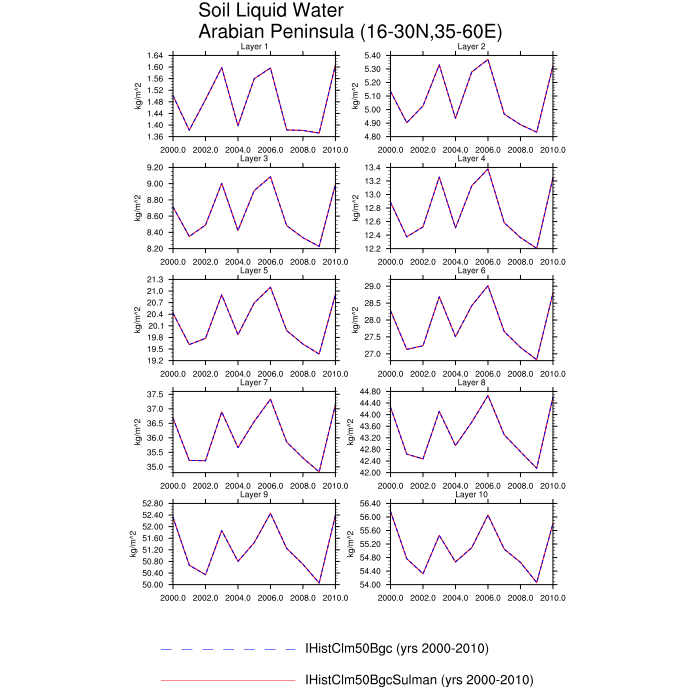 Soil Liquid Water
Arabian Peninsula (16-30N,35-60E)
Layer 1
1.64
1.60
1.56
1.52
1.48
1.44
1.40
1.36
kg/m^2
2000.0 2002.0 2004.0 2006.0 2008.0 2010.0
Layer 2
5.40
5.30
5.20
5.10
5.00
4.90
4.80
kg/m^2
2000.0 2002.0 2004.0 2006.0 2008.0 2010.0
Layer 3
9.20
9.00
8.80
8.60
8.40
8.20
kg/m^2
2000.0 2002.0 2004.0 2006.0 2008.0 2010.0
Layer 4
13.4
13.2
13.0
12.8
12.6
12.4
12.2
kg/m^2
2000.0 2002.0 2004.0 2006.0 2008.0 2010.0
Layer 5
21.3
21.0
20.7
20.4
20.1
19.8
19.5
19.2
kg/m^2
2000.0 2002.0 2004.0 2006.0 2008.0 2010.0
Layer 6
29.0
28.5
28.0
27.5
27.0
kg/m^2
2000.0 2002.0 2004.0 2006.0 2008.0 2010.0
Layer 7
37.5
37.0
36.5
36.0
35.5
35.0
kg/m^2
2000.0 2002.0 2004.0 2006.0 2008.0 2010.0
Layer 8
44.80
44.40
44.00
43.60
43.20
42.80
42.40
42.00
kg/m^2
2000.0 2002.0 2004.0 2006.0 2008.0 2010.0
Layer 9
52.80
52.40
52.00
51.60
51.20
50.80
50.40
50.00
kg/m^2
2000.0 2002.0 2004.0 2006.0 2008.0 2010.0
Layer 10
56.40
56.00
55.60
55.20
54.80
54.40
54.00
kg/m^2
2000.0 2002.0 2004.0 2006.0 2008.0 2010.0
IHistClm50Bgc (yrs 2000-2010)
IHistClm50BgcSulman (yrs 2000-2010)